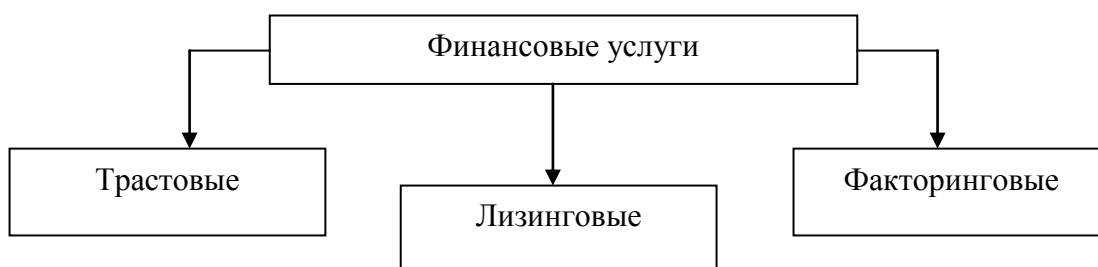 Финансовые услуги
Трастовые
Лизинговые
Факторинговые